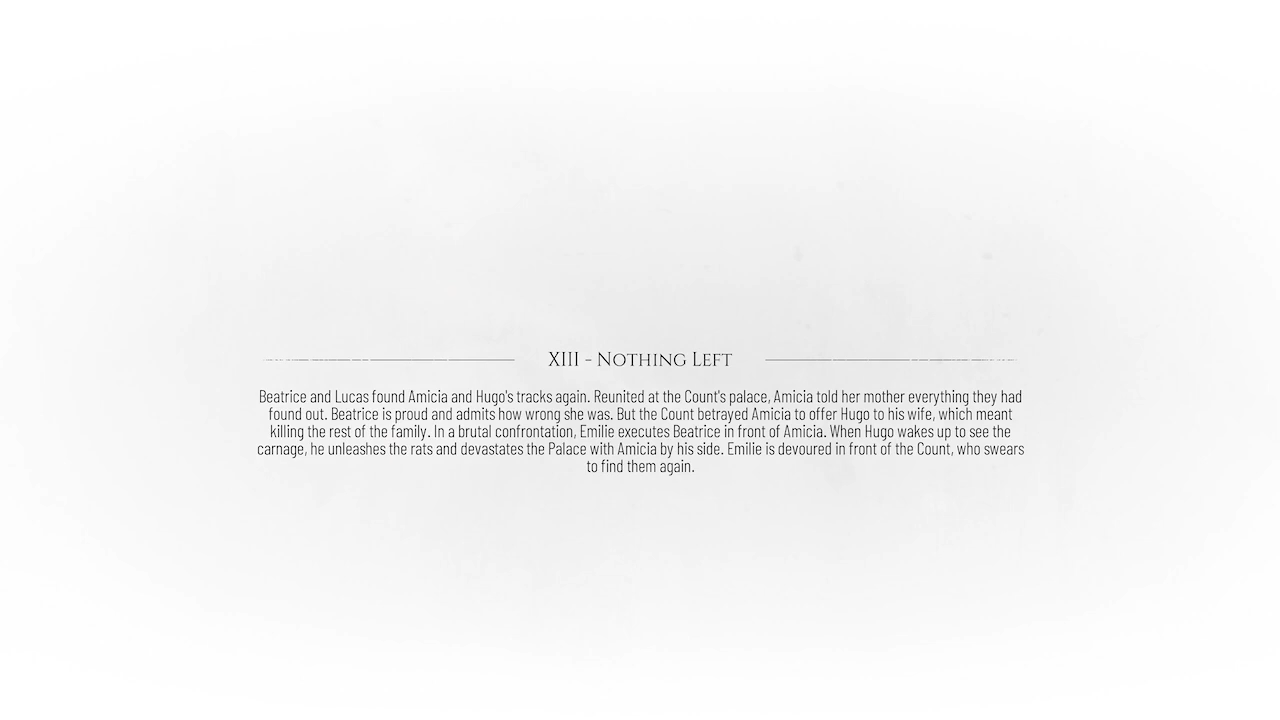 XIII - Nothing Left
Beatrice and Lucas found Amicia and Hugo's tracks again. Reunited at the Count's palace, Amicia told her mother everything they had
found out. Beatrice is proud and admits how wrong she was. But the Count betrayed Amicia to offer Hugo to his wife, which meant
killing the rest of the family. In a brutal confrontation, Emilie executes Beatrice in front of Amicia. When Hugo wakes up to see the
carnage, he unleashes the rats and devastates the Palace with Amicia by his side. Emilie is devoured in front of the Count, who swears
to find them again.